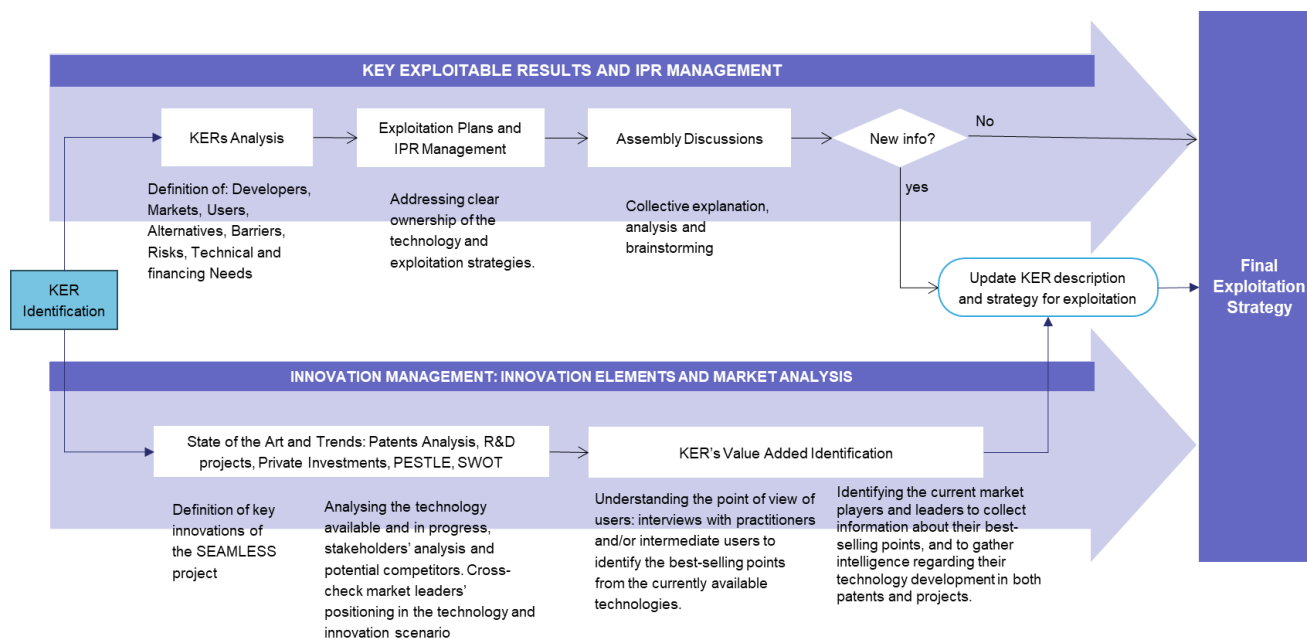 KEY EXPLOITABLE RESULTS AND IPR MANAGEMENT
KERs Analysis
Exploitation Plans and
IPR Management
Assembly Discussions
New info?
No
yes
Definition of: Developers,
Markets, Users,
Alternatives, Barriers,
Risks, Technical and
financing Needs
Addressing clear
ownership of the
technology and
exploitation strategies.
Collective explanation,
analysis and
brainstorming
KER
Identification
Update KER description
and strategy for exploitation
Final
Exploitation
Strategy
INNOVATION MANAGEMENT: INNOVATION ELEMENTS AND MARKET ANALYSIS
State of the Art and Trends: Patents Analysis, R&D
projects, Private Investments, PESTLE, SWOT
KER's Value Added Identification
Definition of key
innovations of
the SEAMLESS
project
Analysing the technology
available and in progress,
stakeholders' analysis and
potential competitors. Cross-
check market leaders'
positioning in the technology and
innovation scenario
Understanding the point of view of
users: interviews with practitioners
and/or intermediate users to
identify the best-selling points
from the currently available
technologies.
Identifying the current market
players and leaders to collect
information about their best-
selling points, and to gather
intelligence regarding their
technology development in both
patents and projects.